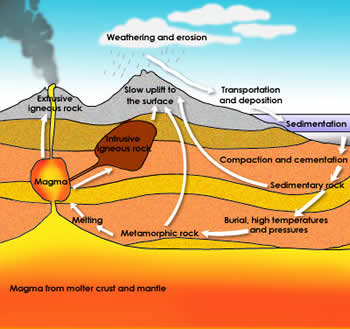 Weathering and erosion
Slow uplift to
the surface
Transportation
and deposition
Extrusive
igneous rock
Sedimentation
Intrusive
igneous rock
Compaction and cementation
Magma
Sedimentary rock
Melting
Burial, high temperatures
and pressures
Metamorphic rock
Magma from molter crust and mantle